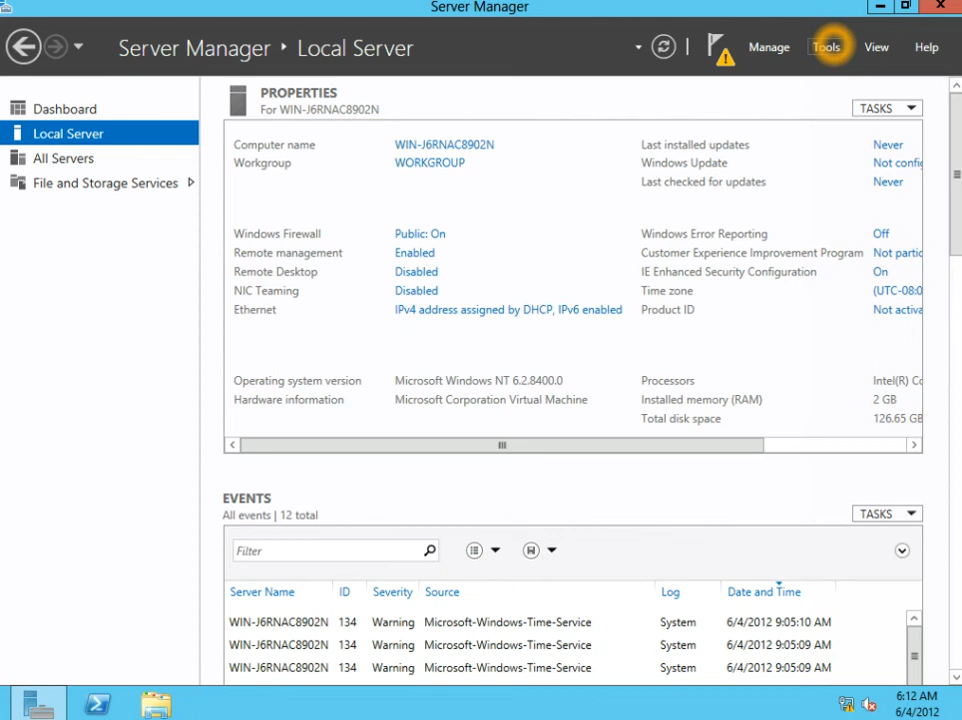 Server Manager
Server Manager ‣ Local Server
Manage Tools View Help
Dashboard
Local Server
All Servers
File and Storage Services
PROPERTIES
For WIN-J6RNAC8902N
TASKS
Computer name WIN-J6RNAC8902N Last installed updates Never
Workgroup WORKGROUP Windows Update Not config
Last checked for updates Never
Windows Firewall Public: On Windows Error Reporting Off
Remote management Enabled Customer Experience Improvement Program Not partic
Remote Desktop Disabled IE Enhanced Security Configuration On
NIC Teaming Disabled Time zone (UTC-08:0
Ethernet IPv4 address assigned by DHCP, IPv6 enabled Product ID Not activa
Operating system version Microsoft Windows NT 6.2.8400.0 Processors Intel(R) Co
Hardware information Microsoft Corporation Virtual Machine Installed memory (RAM) 2 GB
Total disk space 126.65 GB
EVENTS
All events | 12 total
TASKS
Filter
Server Name ID Severity Source Log Date and Time
WIN-J6RNAC8902N 134 Warning Microsoft-Windows-Time-Service System 6/4/2012 9:05:10 AM
WIN-J6RNAC8902N 134 Warning Microsoft-Windows-Time-Service System 6/4/2012 9:05:09 AM
WIN-J6RNAC8902N 134 Warning Microsoft-Windows-Time-Service System 6/4/2012 9:05:09 AM
6:12 AM
6/4/2012